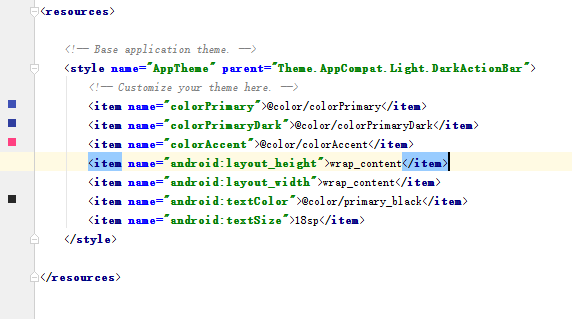 <resources>
<!-- Base application theme. -->
<style name="AppTheme" parent="Theme.AppCompat.Light.DarkActionBar">
<!-- Customize your theme here. -->
<item name="colorPrimary">@color/colorPrimary</item>
<item name="colorPrimaryDark">@color/colorPrimaryDark</item>
<item name="colorAccent">@color/colorAccent</item>
<item name="android:layout_height">wrap_content</item>
<item name="android:layout_width">wrap_content</item>
<item name="android:textColor">@color/primary_black</item>
<item name="android:textSize">18sp</item>
</style>
</resources>